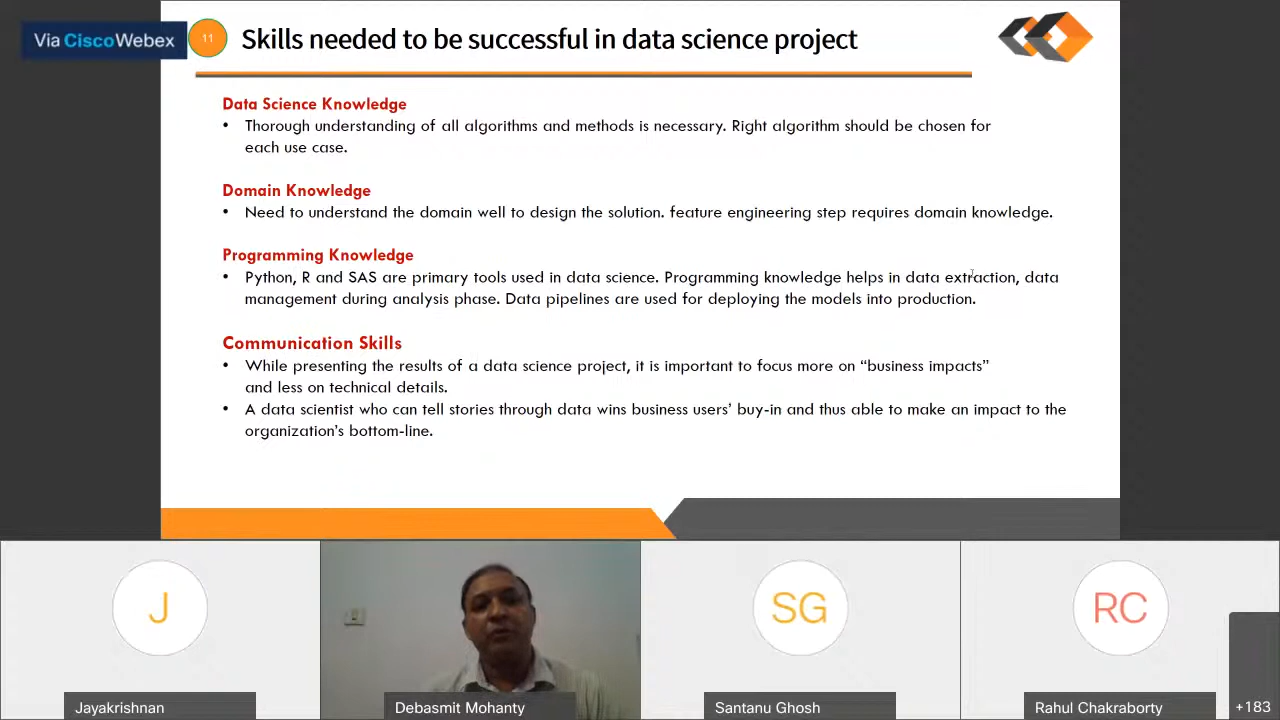 Via Cisco Webex
11
Skills needed to be successful in data science project
Data Science Knowledge
• Thorough understanding of all algorithms and methods is necessary. Right algorithm should be chosen for
each use case.
Domain Knowledge
• Need to understand the domain well to design the solution. feature engineering step requires domain knowledge.
Programming Knowledge
• Python, R and SAS are primary tools used in data science. Programming knowledge helps in data extraction, data
management during analysis phase. Data pipelines are used for deploying the models into production.
Communication Skills
• While presenting the results of a data science project, it is important to focus more on “business impacts”
and less on technical details.
• A data scientist who can tell stories through data wins business users’ buy-in and thus able to make an impact to the
organization’s bottom-line.
J
SG
RC
Jayakrishnan
Debasmit Mohanty
Santanu Ghosh
Rahul Chakraborty
+183